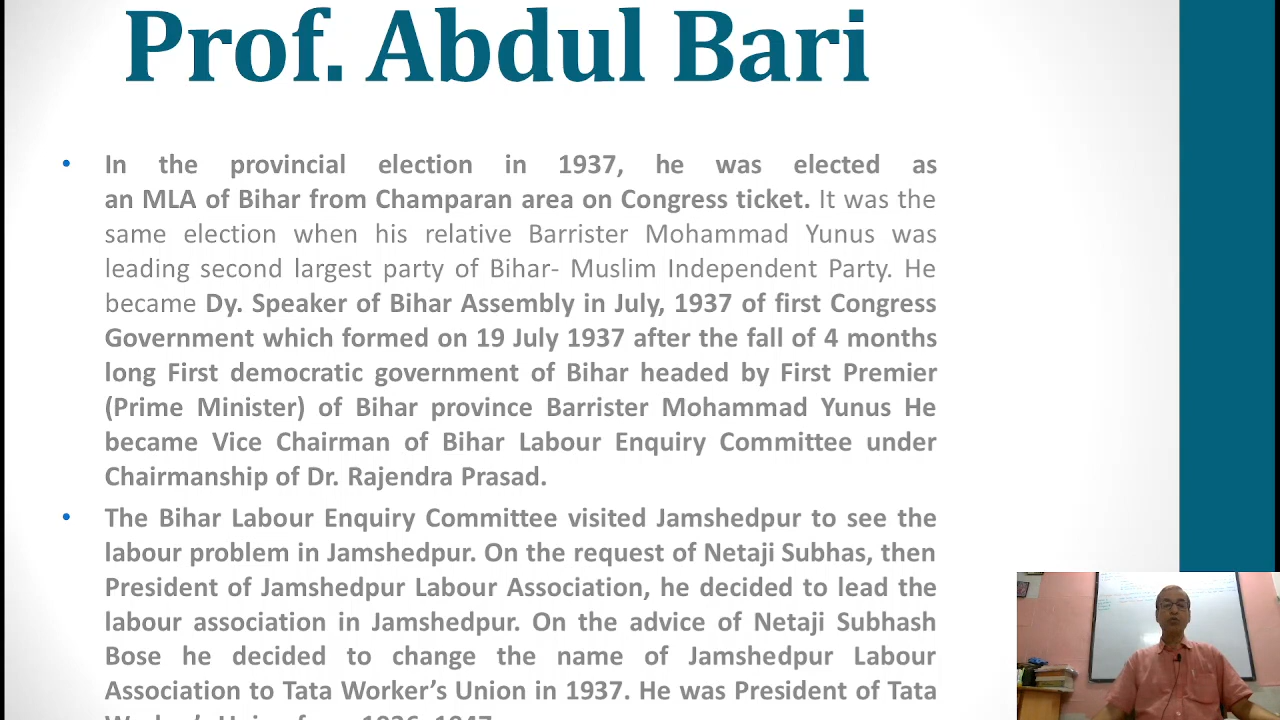 Prof. Abdul Bari
• In the provincial election in 1937, he was elected as
an MLA of Bihar from Champaran area on Congress ticket. It was the
same election when his relative Barrister Mohammad Yunus was
leading second largest party of Bihar- Muslim Independent Party. He
became Dy. Speaker of Bihar Assembly in July, 1937 of first Congress
Government which formed on 19 July 1937 after the fall of 4 months
long First democratic government of Bihar headed by First Premier
(Prime Minister) of Bihar province Barrister Mohammad Yunus He
became Vice Chairman of Bihar Labour Enquiry Committee under
Chairmanship of Dr. Rajendra Prasad.
• The Bihar Labour Enquiry Committee visited Jamshedpur to see the
labour problem in Jamshedpur. On the request of Netaji Subhas, then
President of Jamshedpur Labour Association, he decided to lead the
labour association in Jamshedpur. On the advice of Netaji Subhash
Bose he decided to change the name of Jamshedpur Labour
Association to Tata Worker’s Union in 1937. He was President of Tata